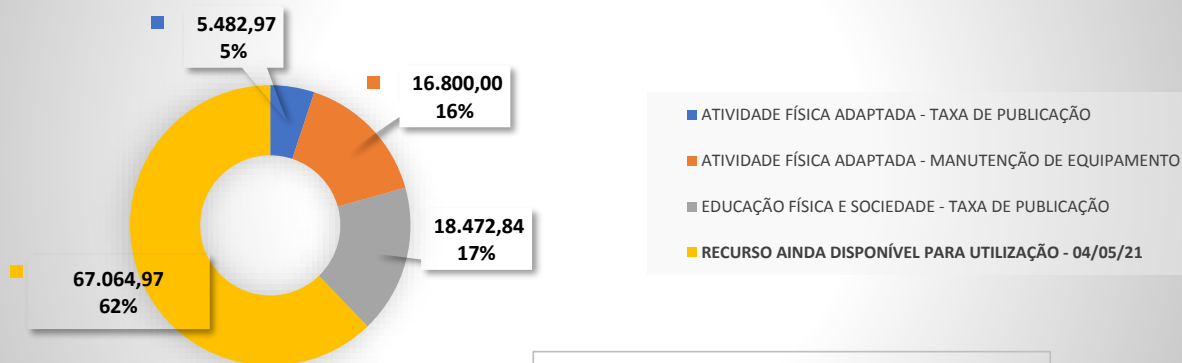 5.482,97
5%
16.800,00
16%
18.472,84
17%
67.064,97
62%
ATIVIDADE FÍSICA ADAPTADA - TAXA DE PUBLICAÇÃO
ATIVIDADE FÍSICA ADAPTADA - MANUTENÇÃO DE EQUIPAMENTO
EDUCAÇÃO FÍSICA E SOCIEDADE - TAXA DE PUBLICAÇÃO
RECURSO AINDA DISPONÍVEL PARA UTILIZAÇÃO - 04/05/21